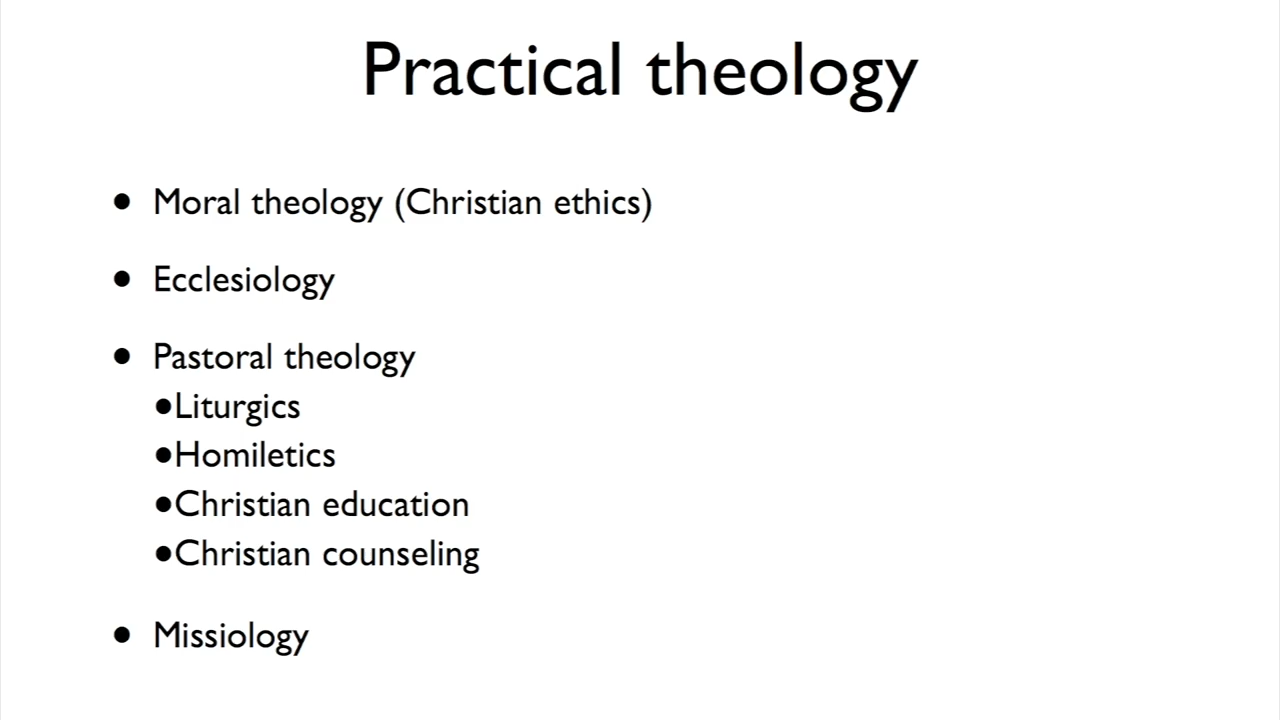 Practical theology
• Moral theology (Christian ethics)
• Ecclesiology
• Pastoral theology
•Liturgics
•Homiletics
•Christian education
•Christian counseling
• Missiology